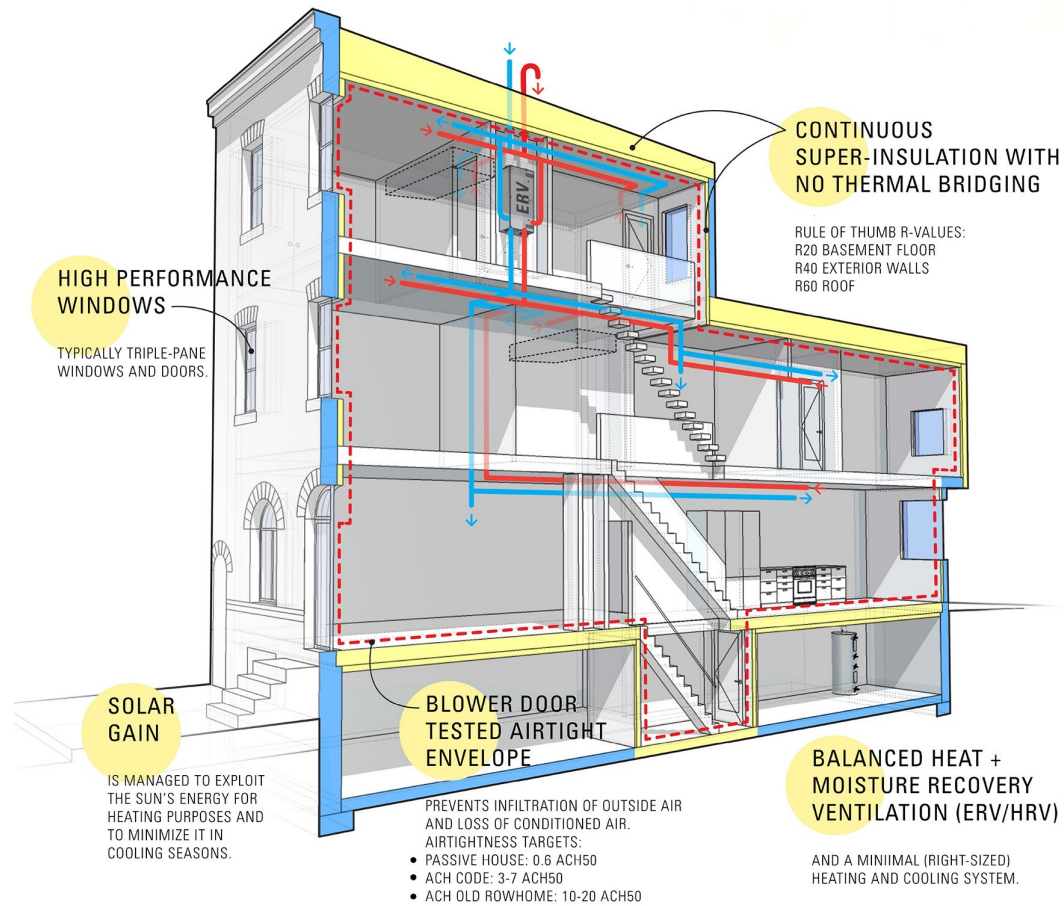 ERV
CONTINUOUS
SUPER-INSULATION WITH
NO THERMAL BRIDGING
RULE OF THUMB R-VALUES:
R20 BASEMENT FLOOR
R40 EXTERIOR WALLS
R60 ROOF
HIGH PERFORMANCE
WINDOWS
TYPICALLY TRIPLE-PANE
WINDOWS AND DOORS.
SOLAR
GAIN
IS MANAGED TO EXPLOIT
THE SUN'S ENERGY FOR
HEATING PURPOSES AND
TO MINIMIZE IT IN
COOLING SEASONS.
BLOWER DOOR
TESTED AIRTIGHT
ENVELOPE
PREVENTS INFILTRATION OF OUTSIDE AIR
AND LOSS OF CONDITIONED AIR.
AIRTIGHTNESS TARGETS:
• PASSIVE HOUSE: 0.6 ACH50
• ACH CODE: 3-7 ACH50
• ACH OLD ROWHOME: 10-20 ACH50
BALANCED HEAT +
MOISTURE RECOVERY
VENTILATION (ERV/HRV)
AND A MINIIMAL (RIGHT-SIZED)
HEATING AND COOLING SYSTEM.